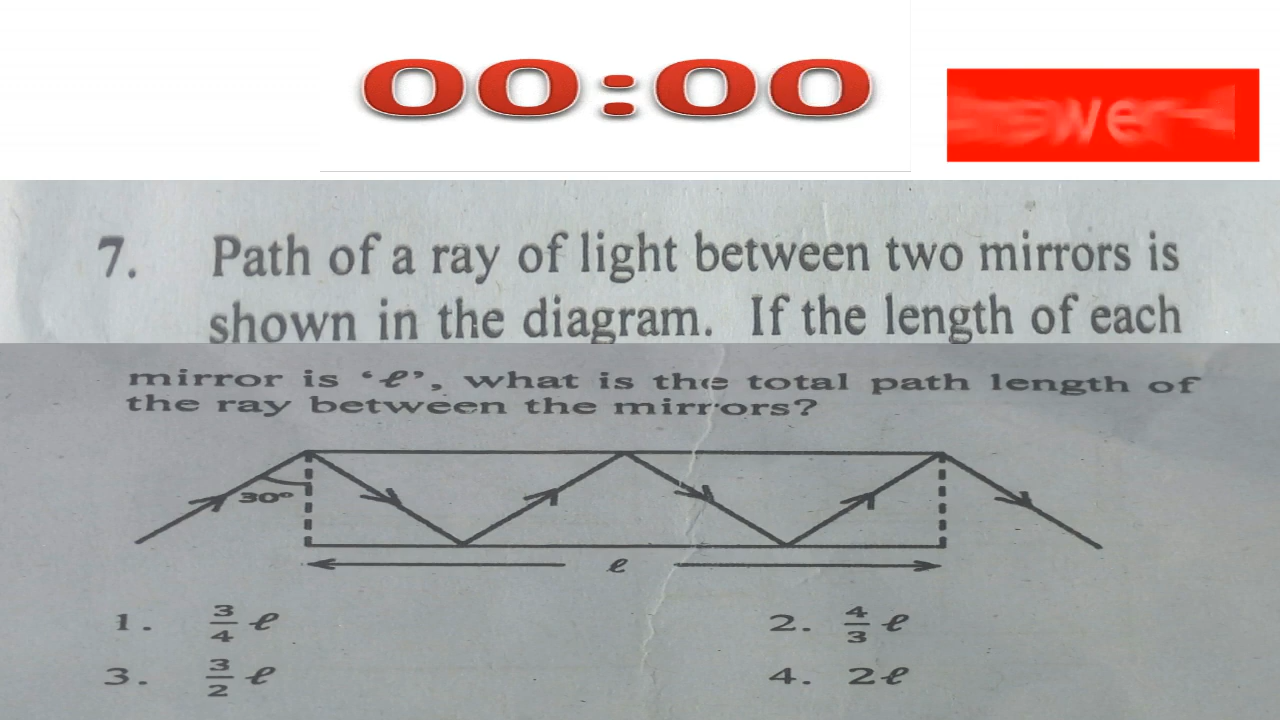 00:00
7. Path of a ray of light between two mirrors is
shown in the diagram. If the length of each
mirror is ‘ℓ’, what is the total path length of
the ray between the mirrors?
30°
ℓ
1. 3/4 ℓ 2. 4/3 ℓ
3. 3/2 ℓ 4. 2ℓ